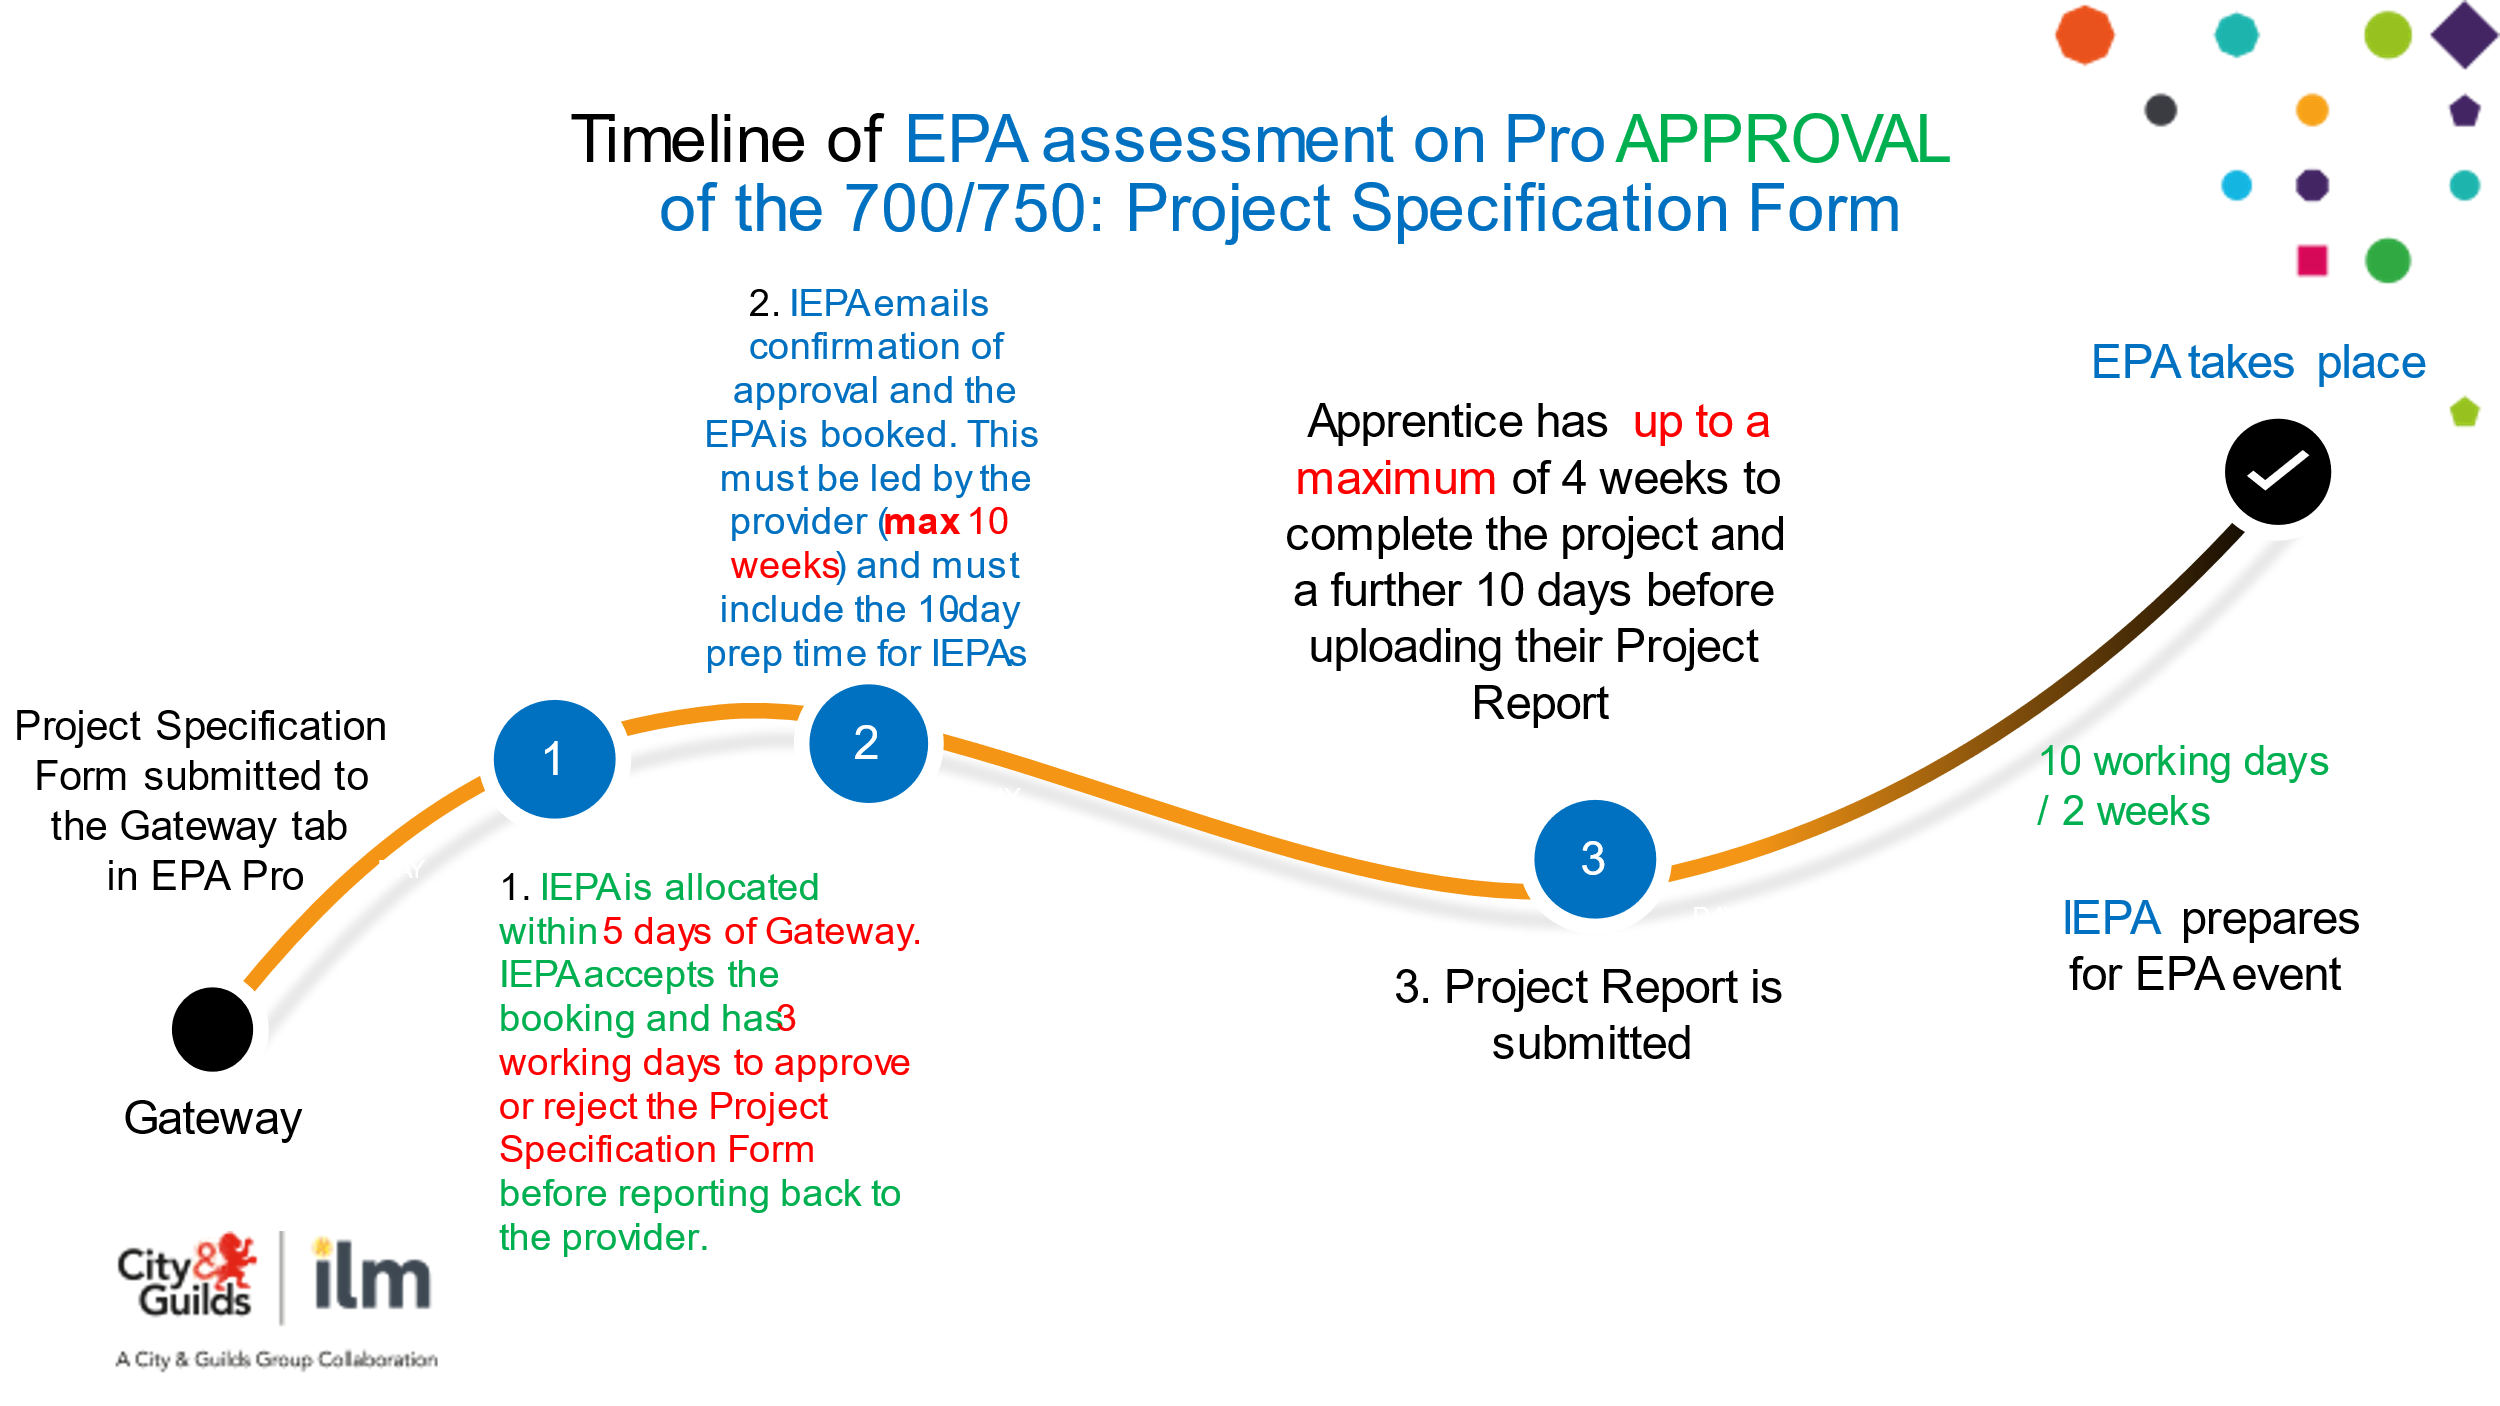 Timeline of EPA assessment on Pro APPROVAL
of the 700/750: Project Specification Form
2. IEPA emails
confirmation of
approval and the
EPA is booked. This
must be led by the
provider (max 10
weeks) and must
include the 10-day
prep time for IEPAs
EPA takes place
Apprentice has up to a
maximum of 4 weeks to
complete the project and
a further 10 days before
uploading their Project
Report
Project Specification
Form submitted to
the Gateway tab
in EPA Pro
1
2
3
10 working days
/ 2 weeks
1. IEPA is allocated
within 5 days of Gateway.
IEPA accepts the
booking and has 3
working days to approve
or reject the Project
Specification Form
before reporting back to
the provider.
IEPA prepares
for EPA event
3. Project Report is
submitted
Gateway
City &
Guilds
ilm
A City & Guilds Group Collaboration